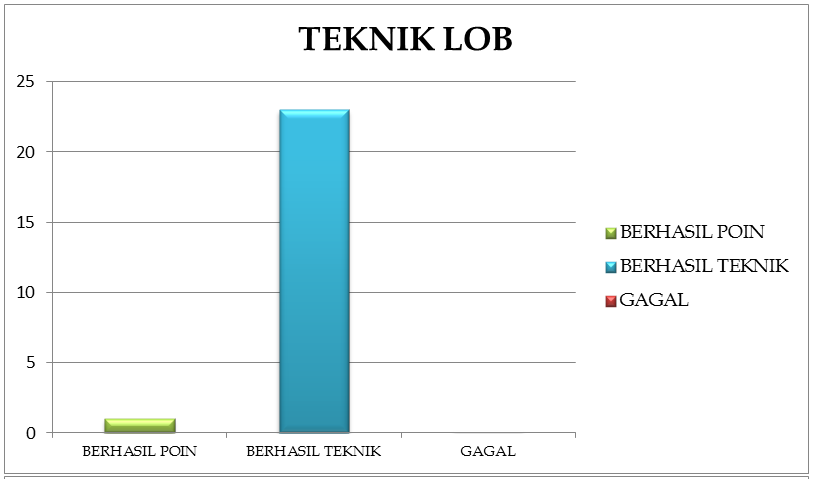 TEKNIK LOB
25
20
15
10
5
0
BERHASIL POIN
BERHASIL TEKNIK
GAGAL
BERHASIL POIN
BERHASIL TEKNIK
GAGAL